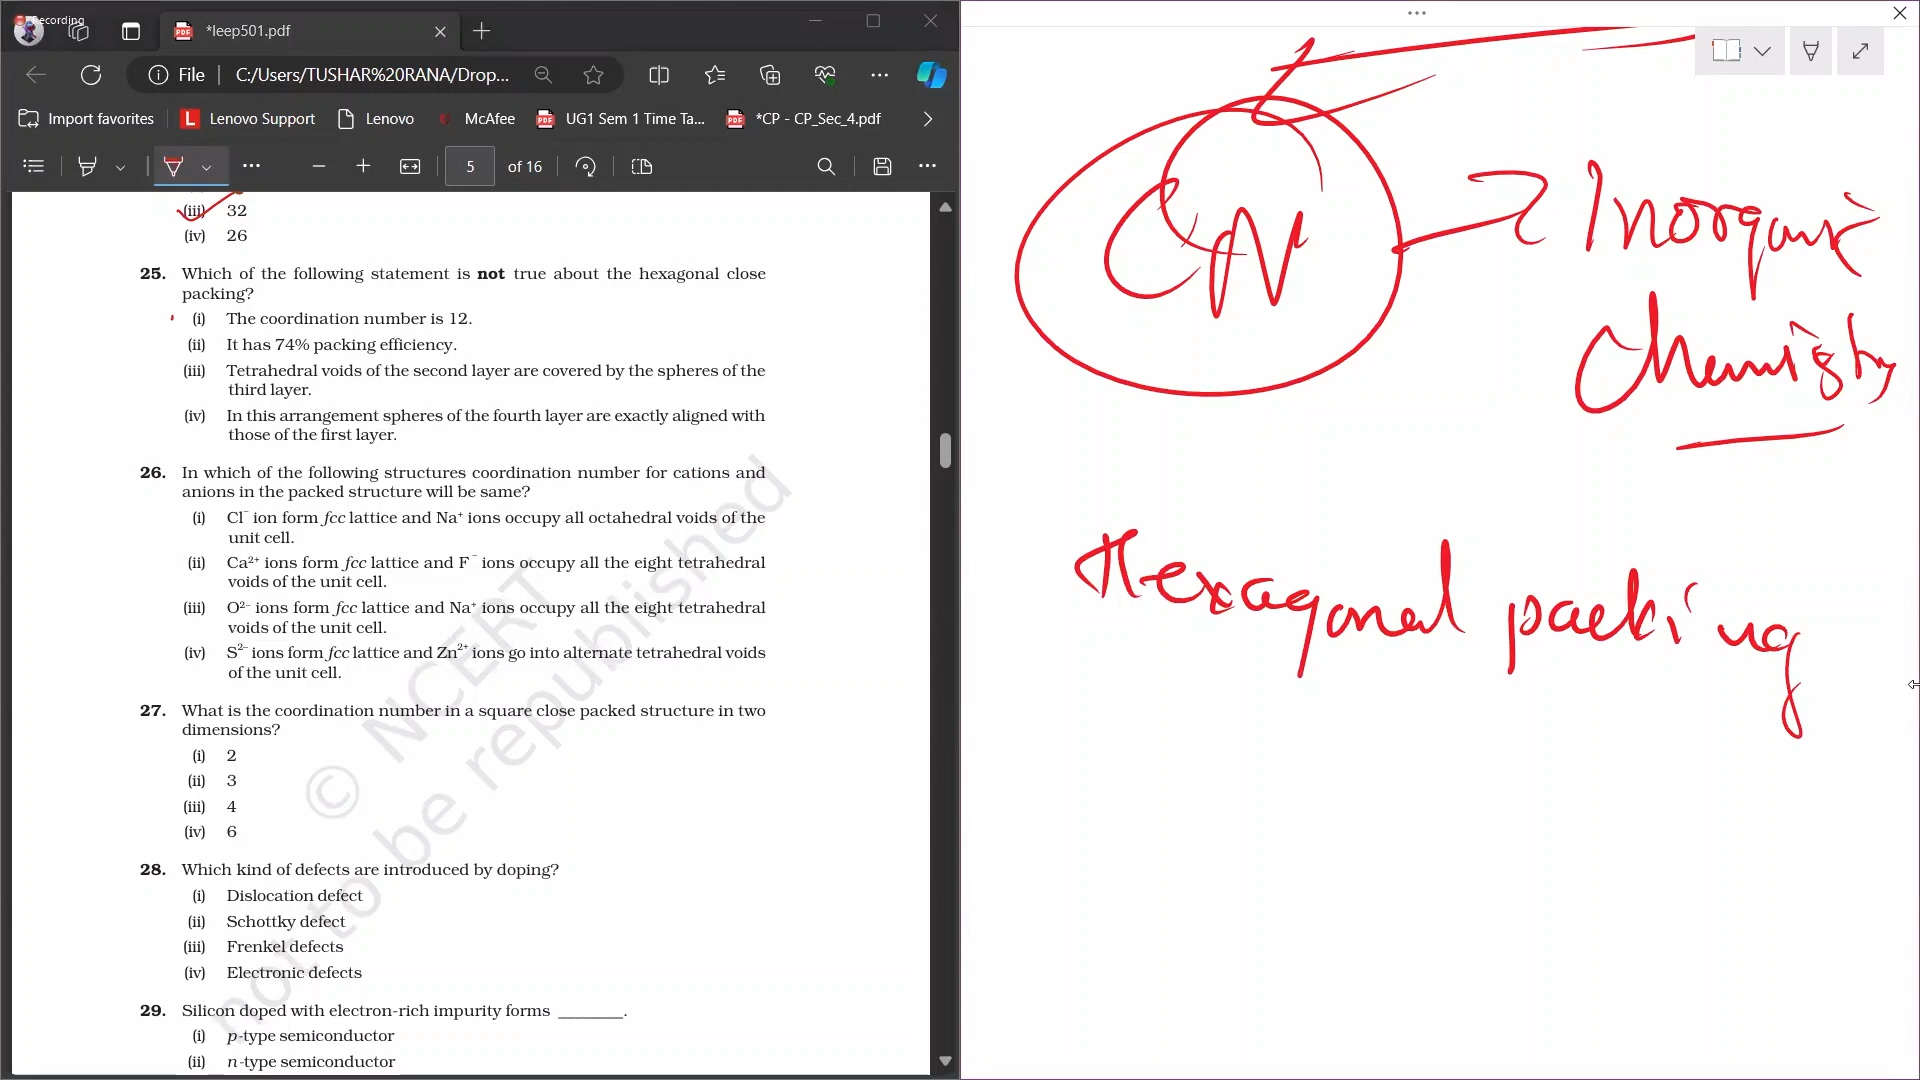 Recording
*leep501.pdf
File
C:/Users/TUSHAR%20RANA/Drop...
Import favorites
Lenovo Support
Lenovo
McAfee
UG1 Sem 1 Time Ta...
*CP - CP_Sec_4.pdf
5 of 16
(iii) 32
(iv) 26
25. Which of the following statement is not true about the hexagonal close
packing?
(i) The coordination number is 12.
(ii) It has 74% packing efficiency.
(iii) Tetrahedral voids of the second layer are covered by the spheres of the
third layer.
(iv) In this arrangement spheres of the fourth layer are exactly aligned with
those of the first layer.
26. In which of the following structures coordination number for cations and
anions in the packed structure will be same?
(i) Cl⁻ ion form fcc lattice and Na⁺ ions occupy all octahedral voids of the
unit cell.
(ii) Ca²⁺ ions form fcc lattice and F⁻ ions occupy all the eight tetrahedral
voids of the unit cell.
(iii) O²⁻ ions form fcc lattice and Na⁺ ions occupy all the eight tetrahedral
voids of the unit cell.
(iv) S²⁻ ions form fcc lattice and Zn²⁺ ions go into alternate tetrahedral voids
of the unit cell.
27. What is the coordination number in a square close packed structure in two
dimensions?
(i) 2
(ii) 3
(iii) 4
(iv) 6
28. Which kind of defects are introduced by doping?
(i) Dislocation defect
(ii) Schottky defect
(iii) Frenkel defects
(iv) Electronic defects
29. Silicon doped with electron-rich impurity forms ________.
(i) p-type semiconductor
(ii) n-type semiconductor
© NCERT
not to be republished
CN
Inorganic
Chemistry
Hexagonal packing